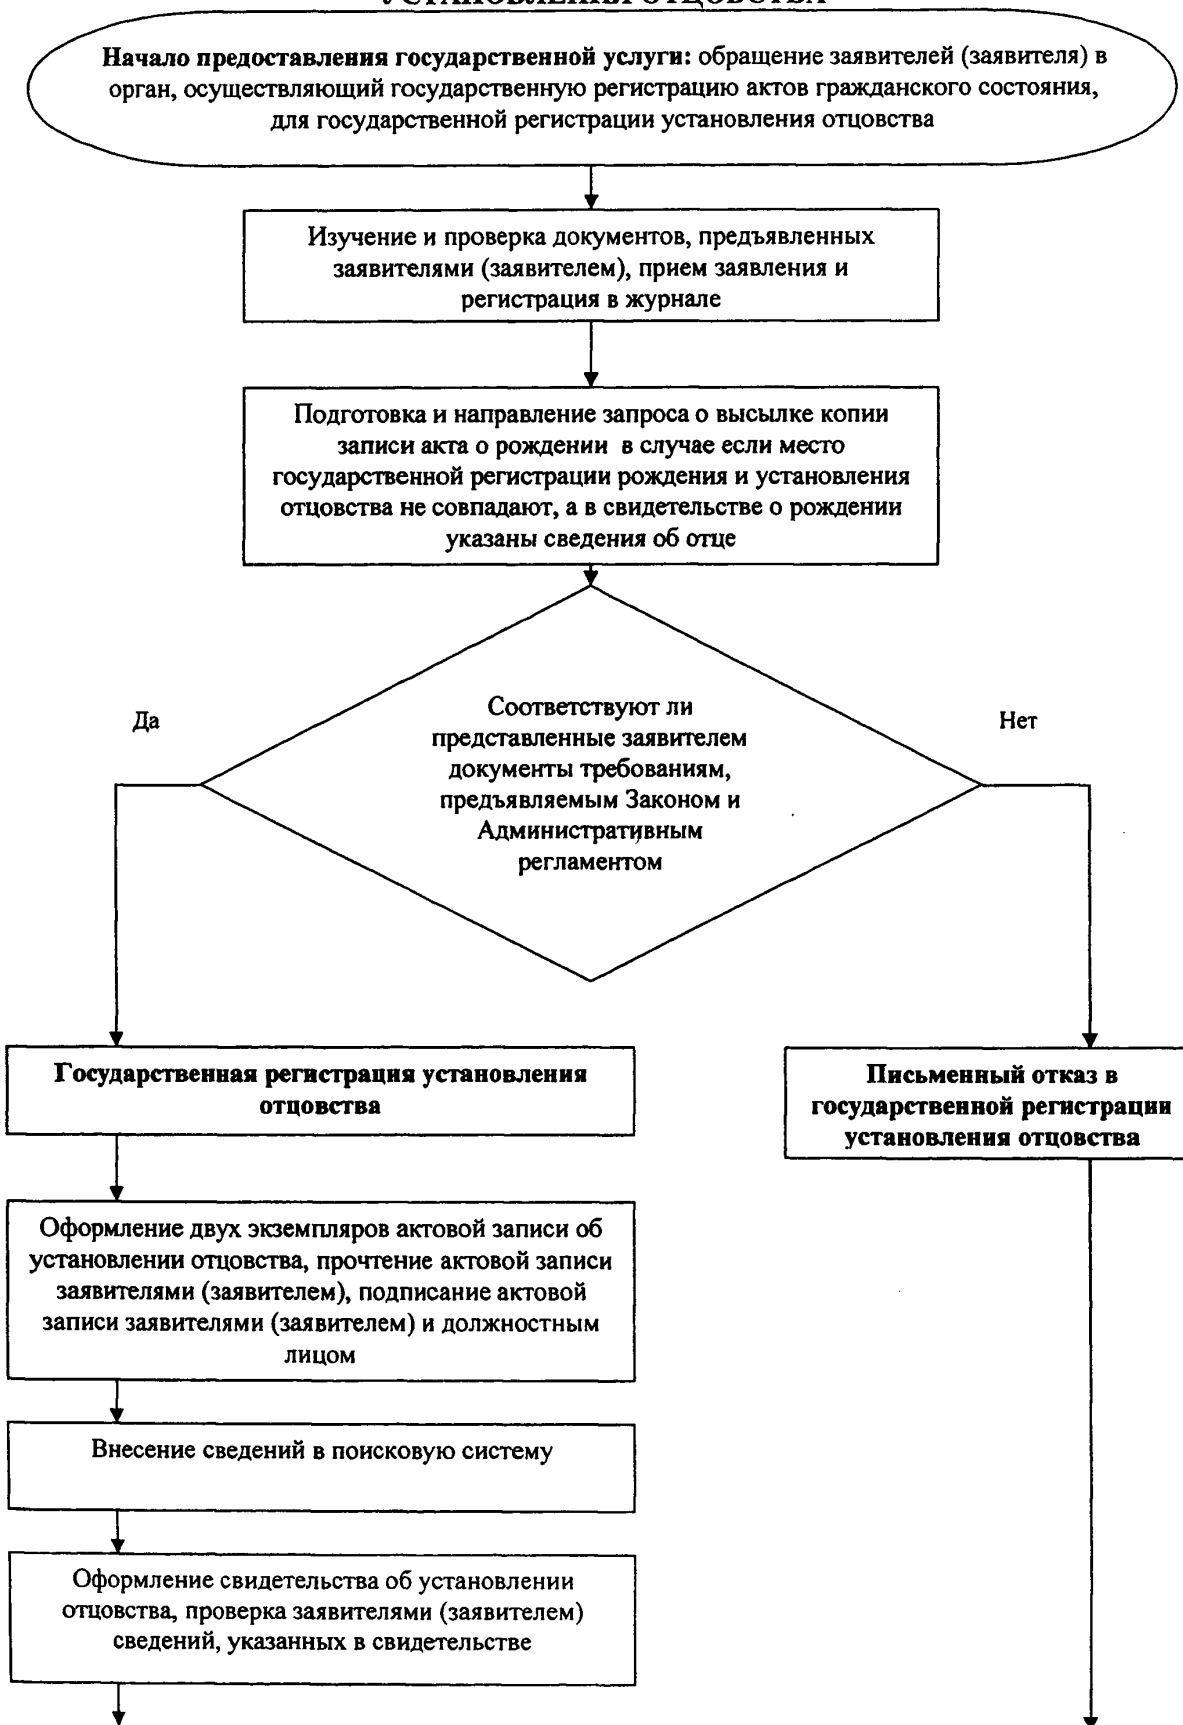 УСТАНОВЛЕНИЯ ОТЦОВСТВА
Начало предоставления государственной услуги: обращение заявителей (заявителя) в
орган, осуществляющий государственную регистрацию актов гражданского состояния,
для государственной регистрации установления отцовства
Изучение и проверка документов, предъявленных
заявителями (заявителем), прием заявления и
регистрация в журнале
Подготовка и направление запроса о высылке копии
записи акта о рождении в случае если место
государственной регистрации рождения и установления
отцовства не совпадают, а в свидетельстве о рождении
указаны сведения об отце
Да
Соответствуют ли
представленные заявителем
документы требованиям,
предъявляемым Законом и
Административным
регламентом
Нет
Государственная регистрация установления
отцовства
Письменный отказ в
государственной регистрации
установления отцовства
Оформление двух экземпляров актовой записи об
установлении отцовства, прочтение актовой записи
заявителями (заявителем), подписание актовой
записи заявителями (заявителем) и должностным
лицом
Внесение сведений в поисковую систему
Оформление свидетельства об установлении
отцовства, проверка заявителями (заявителем)
сведений, указанных в свидетельстве